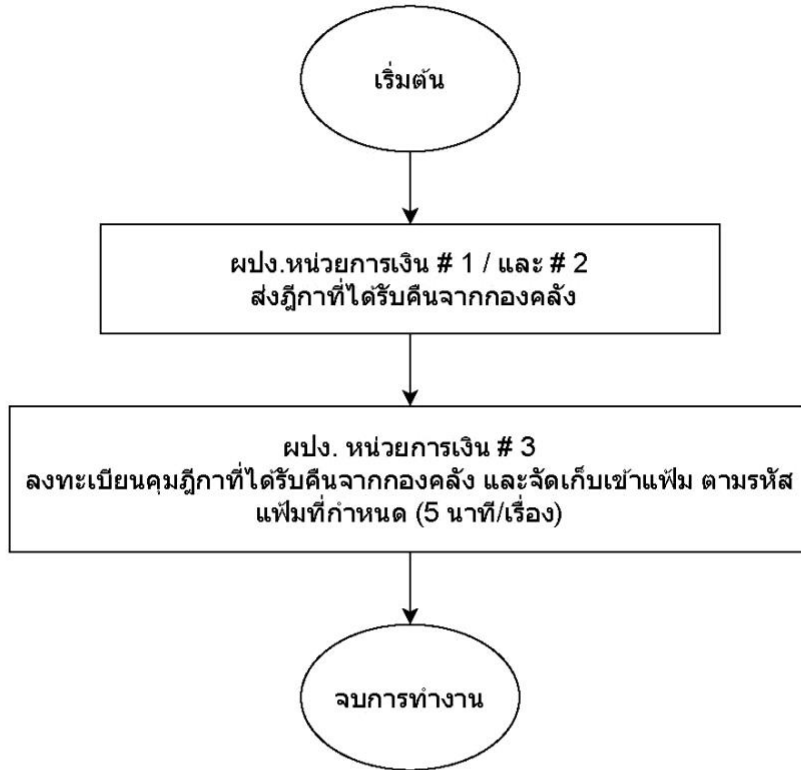 เริ่มต้น
ผปง.หน่วยการเงิน # 1 / และ # 2
ส่งฎีกาที่ได้รับคืนจากกองคลัง
ผปง. หน่วยการเงิน # 3
ลงทะเบียนคุมฎีกาที่ได้รับคืนจากกองคลัง และจัดเก็บเข้าแฟ้ม ตามรหัส
แฟ้มที่กำหนด (5 นาที/เรื่อง)
จบการทำงาน